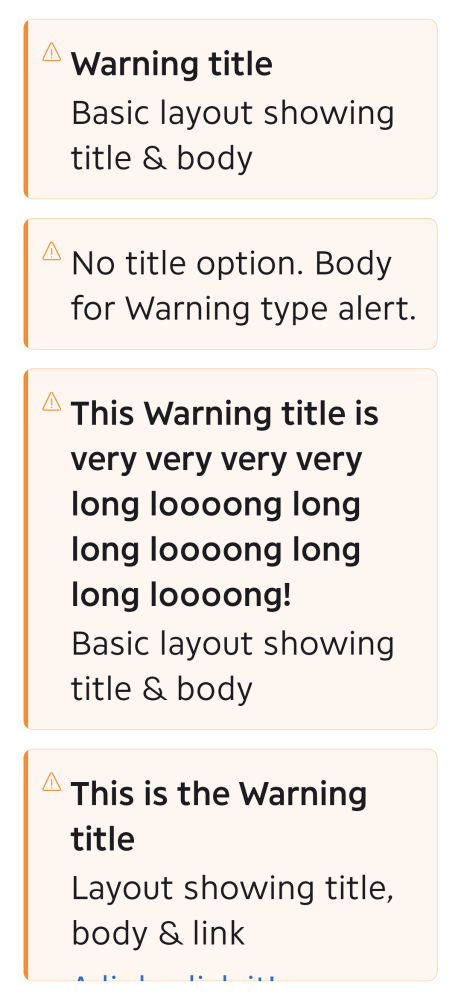 Warning title
Basic layout showing
title & body
No title option. Body
for Warning type alert.
This Warning title is
very very very very
long loooong long
long loooong long
long loooong!
Basic layout showing
title & body
This is the Warning
title
Layout showing title,
body & link